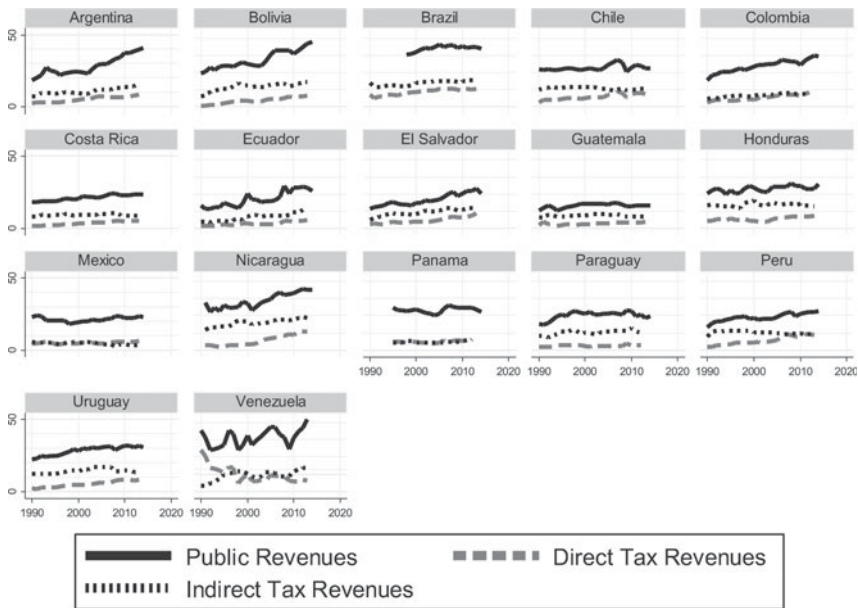 Argentina Bolivia Brazil Chile Colombia
50
0
Costa Rica Ecuador El Salvador Guatemala Honduras
50
0
Mexico Nicaragua Panama Paraguay Peru
50
0
1990 2000 2010 2020 1990 2000 2010 2020 1990 2000 2010 2020
Uruguay Venezuela
50
0
1990 2000 2010 2020 1990 2000 2010 2020
Public Revenues Direct Tax Revenues
Indirect Tax Revenues